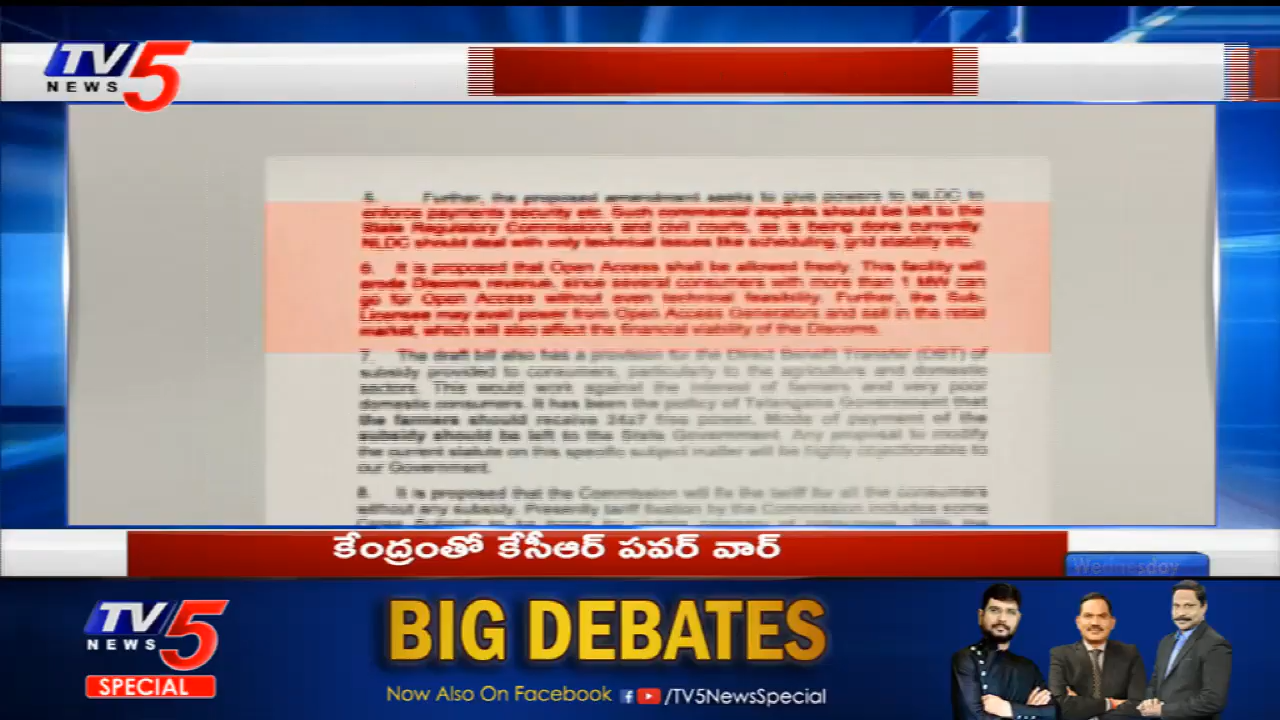 TV5
NEWS
5. Further, the proposed amendment seeks to give powers to NLDC to
enforce payments security etc. Such commercial aspects should be left to the
State Regulatory Commissions and civil courts, as is being done currently
NLDC should deal with only technical issues like scheduling, grid stability etc.
6. It is proposed that Open Access shall be allowed freely. This facility will
erode Discoms revenue, since several consumers with more than 1 MW can
go for Open Access without even technical feasibility. Further, the Sub-
Licensee may avail power from Open Access Generators and sell in the retail
market, which will also affect the financial viability of the Discoms.
7. The draft bill also has a provision for the Direct Benefit Transfer (DBT) of
subsidy provided to consumers, particularly to the agriculture and domestic
sectors. This would work against the interest of farmers and very poor
domestic consumers. It has been the policy of Telangana Government that
the farmers should receive 24x7 free power. Mode of payment of the
subsidy should be left to the State Government. Any proposal to modify
the current statute on this specific subject matter will be highly objectionable to
our Government.
8. It is proposed that the Commission will fix the tariff for all the consumers
without any subsidy. Presently tariff fixation by the Commission includes some
కేంద్రంతో కేసీఆర్ పవర్ వార్
Wednesday
TV5
NEWS
SPECIAL
BIG DEBATES
Now Also On Facebook f /TV5NewsSpecial